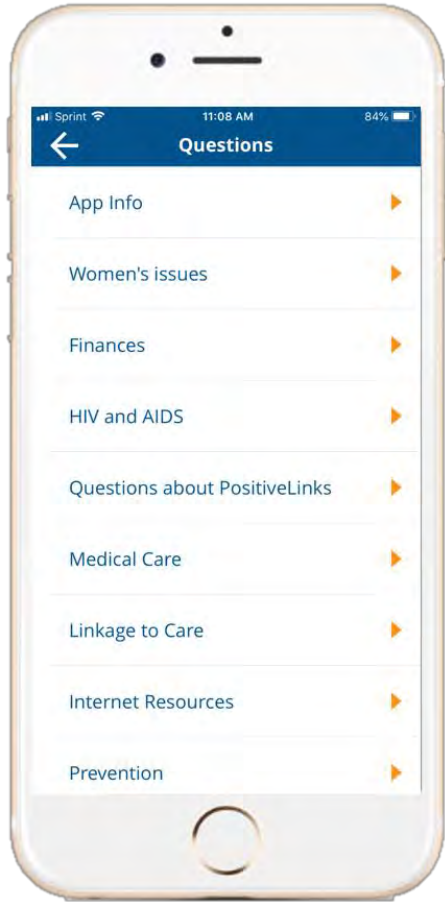 Sprint 11:08 AM 84%
Questions
App Info
Women's issues
Finances
HIV and AIDS
Questions about PositiveLinks
Medical Care
Linkage to Care
Internet Resources
Prevention